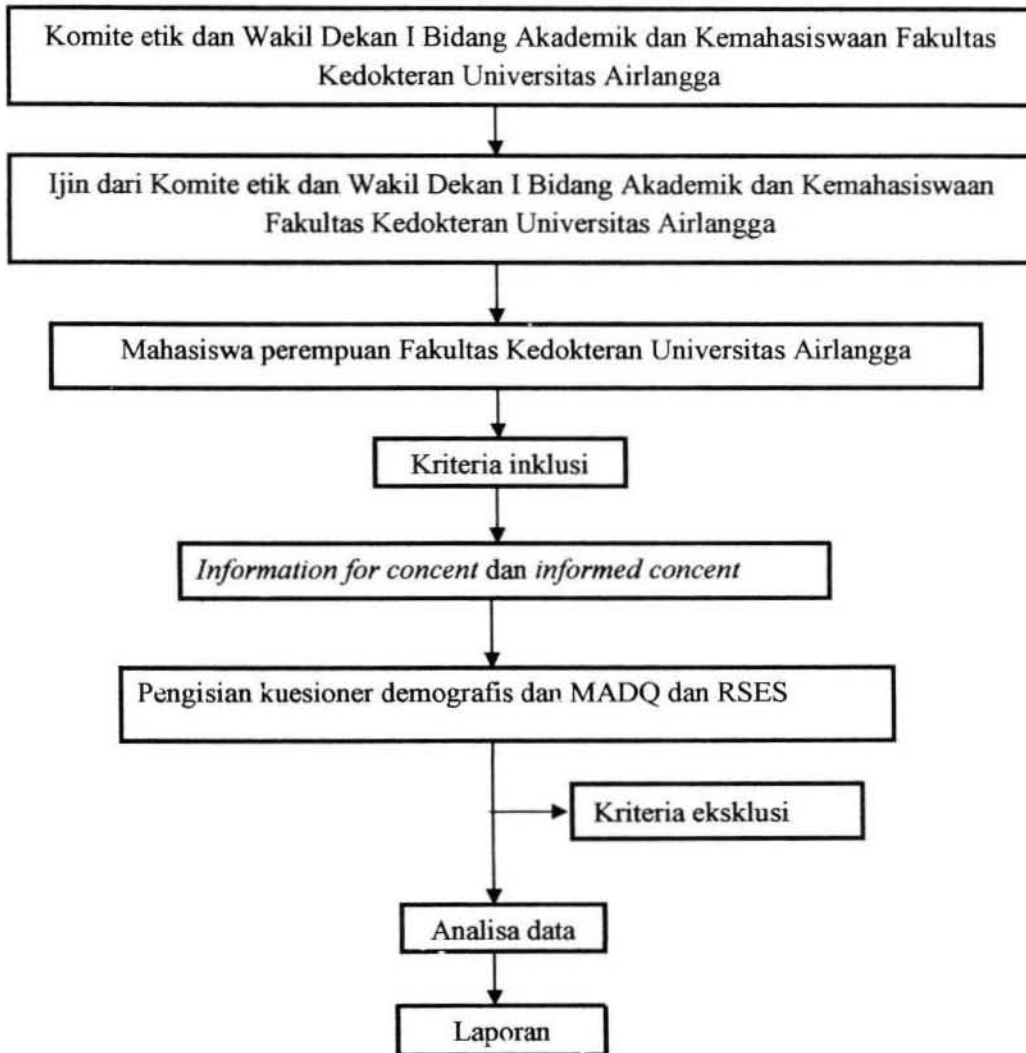 Komite etik dan Wakil Dekan I Bidang Akademik dan Kemahasiswaan Fakultas
Kedokteran Universitas Airlangga
Ijin dari Komite etik dan Wakil Dekan I Bidang Akademik dan Kemahasiswaan
Fakultas Kedokteran Universitas Airlangga
Mahasiswa perempuan Fakultas Kedokteran Universitas Airlangga
Kriteria inklusi
Information for concent dan informed concent
Pengisian kuesioner demografis dan MADQ dan RSES
Kriteria eksklusi
Analisa data
Laporan